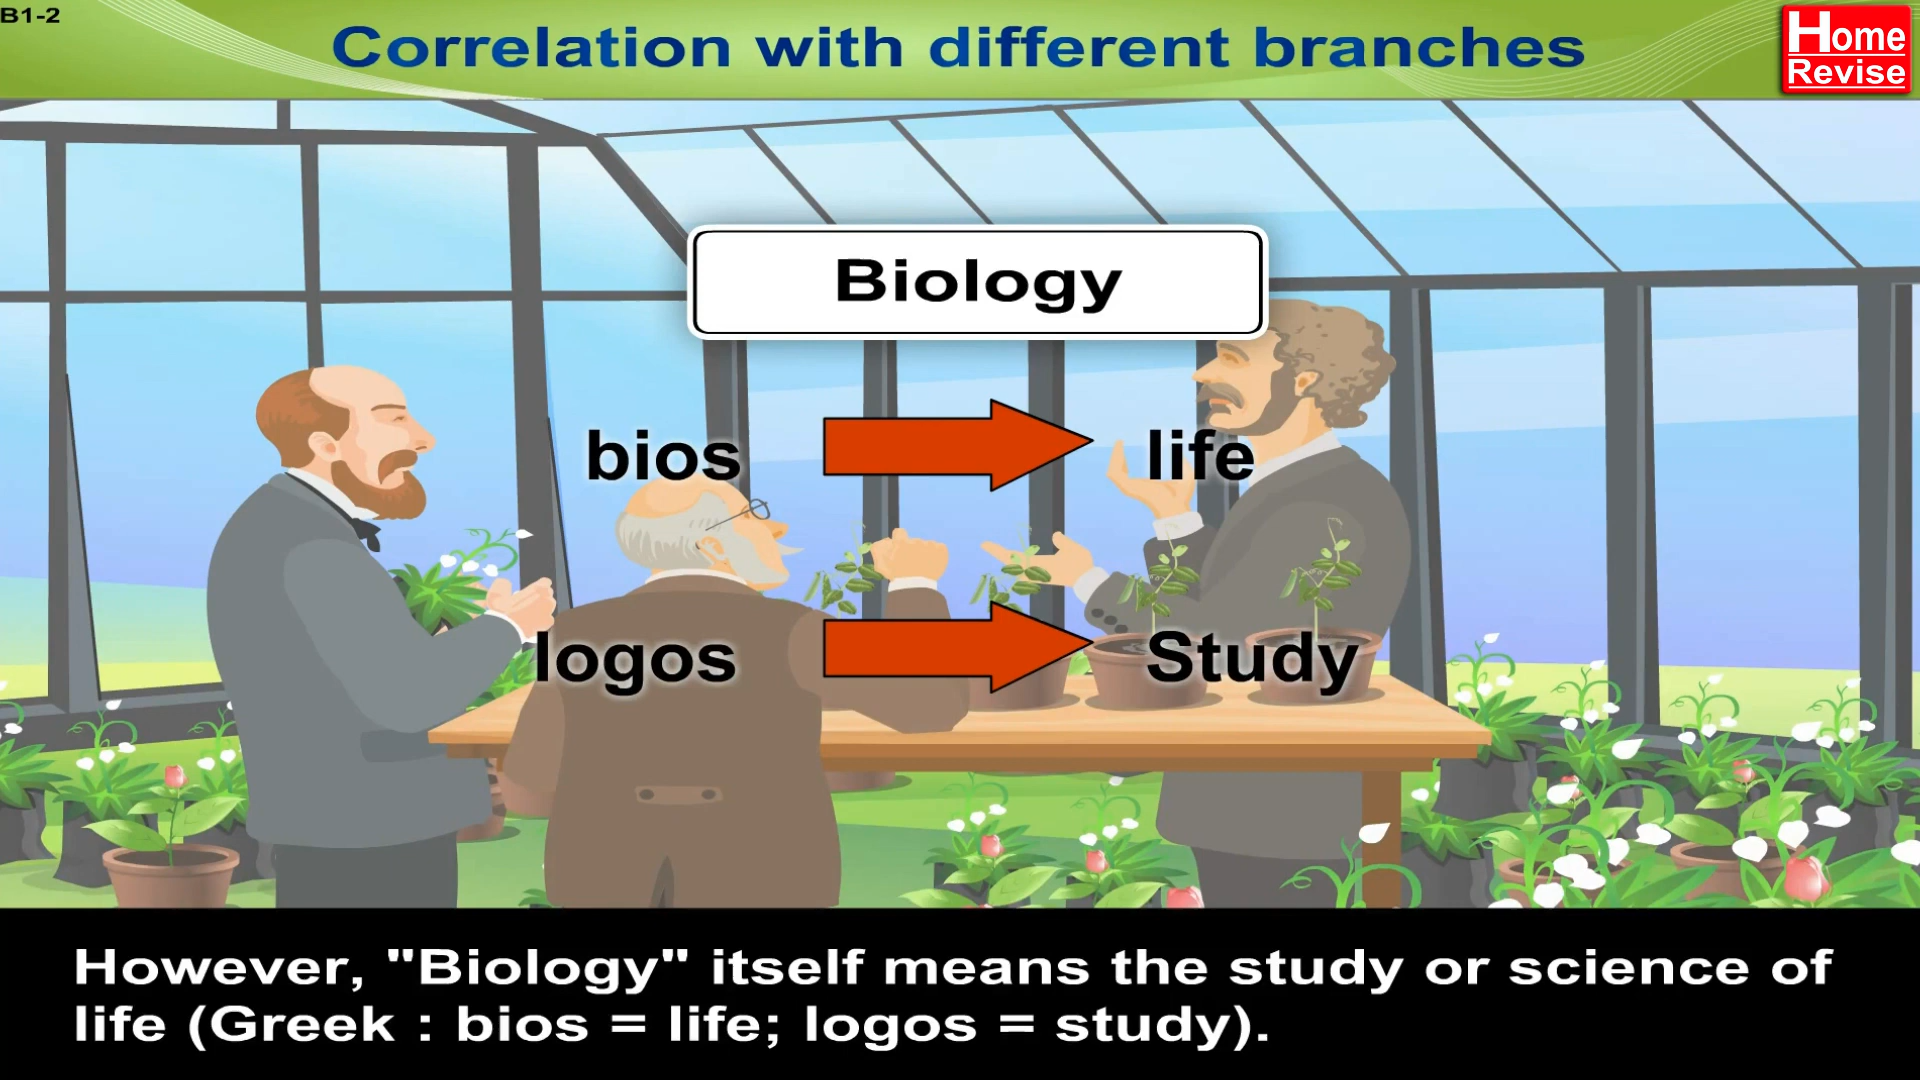 B1-2
Correlation with different branches
Home
Revise
Biology
bios life
logos Study
However, "Biology" itself means the study or science of
life (Greek : bios = life; logos = study).